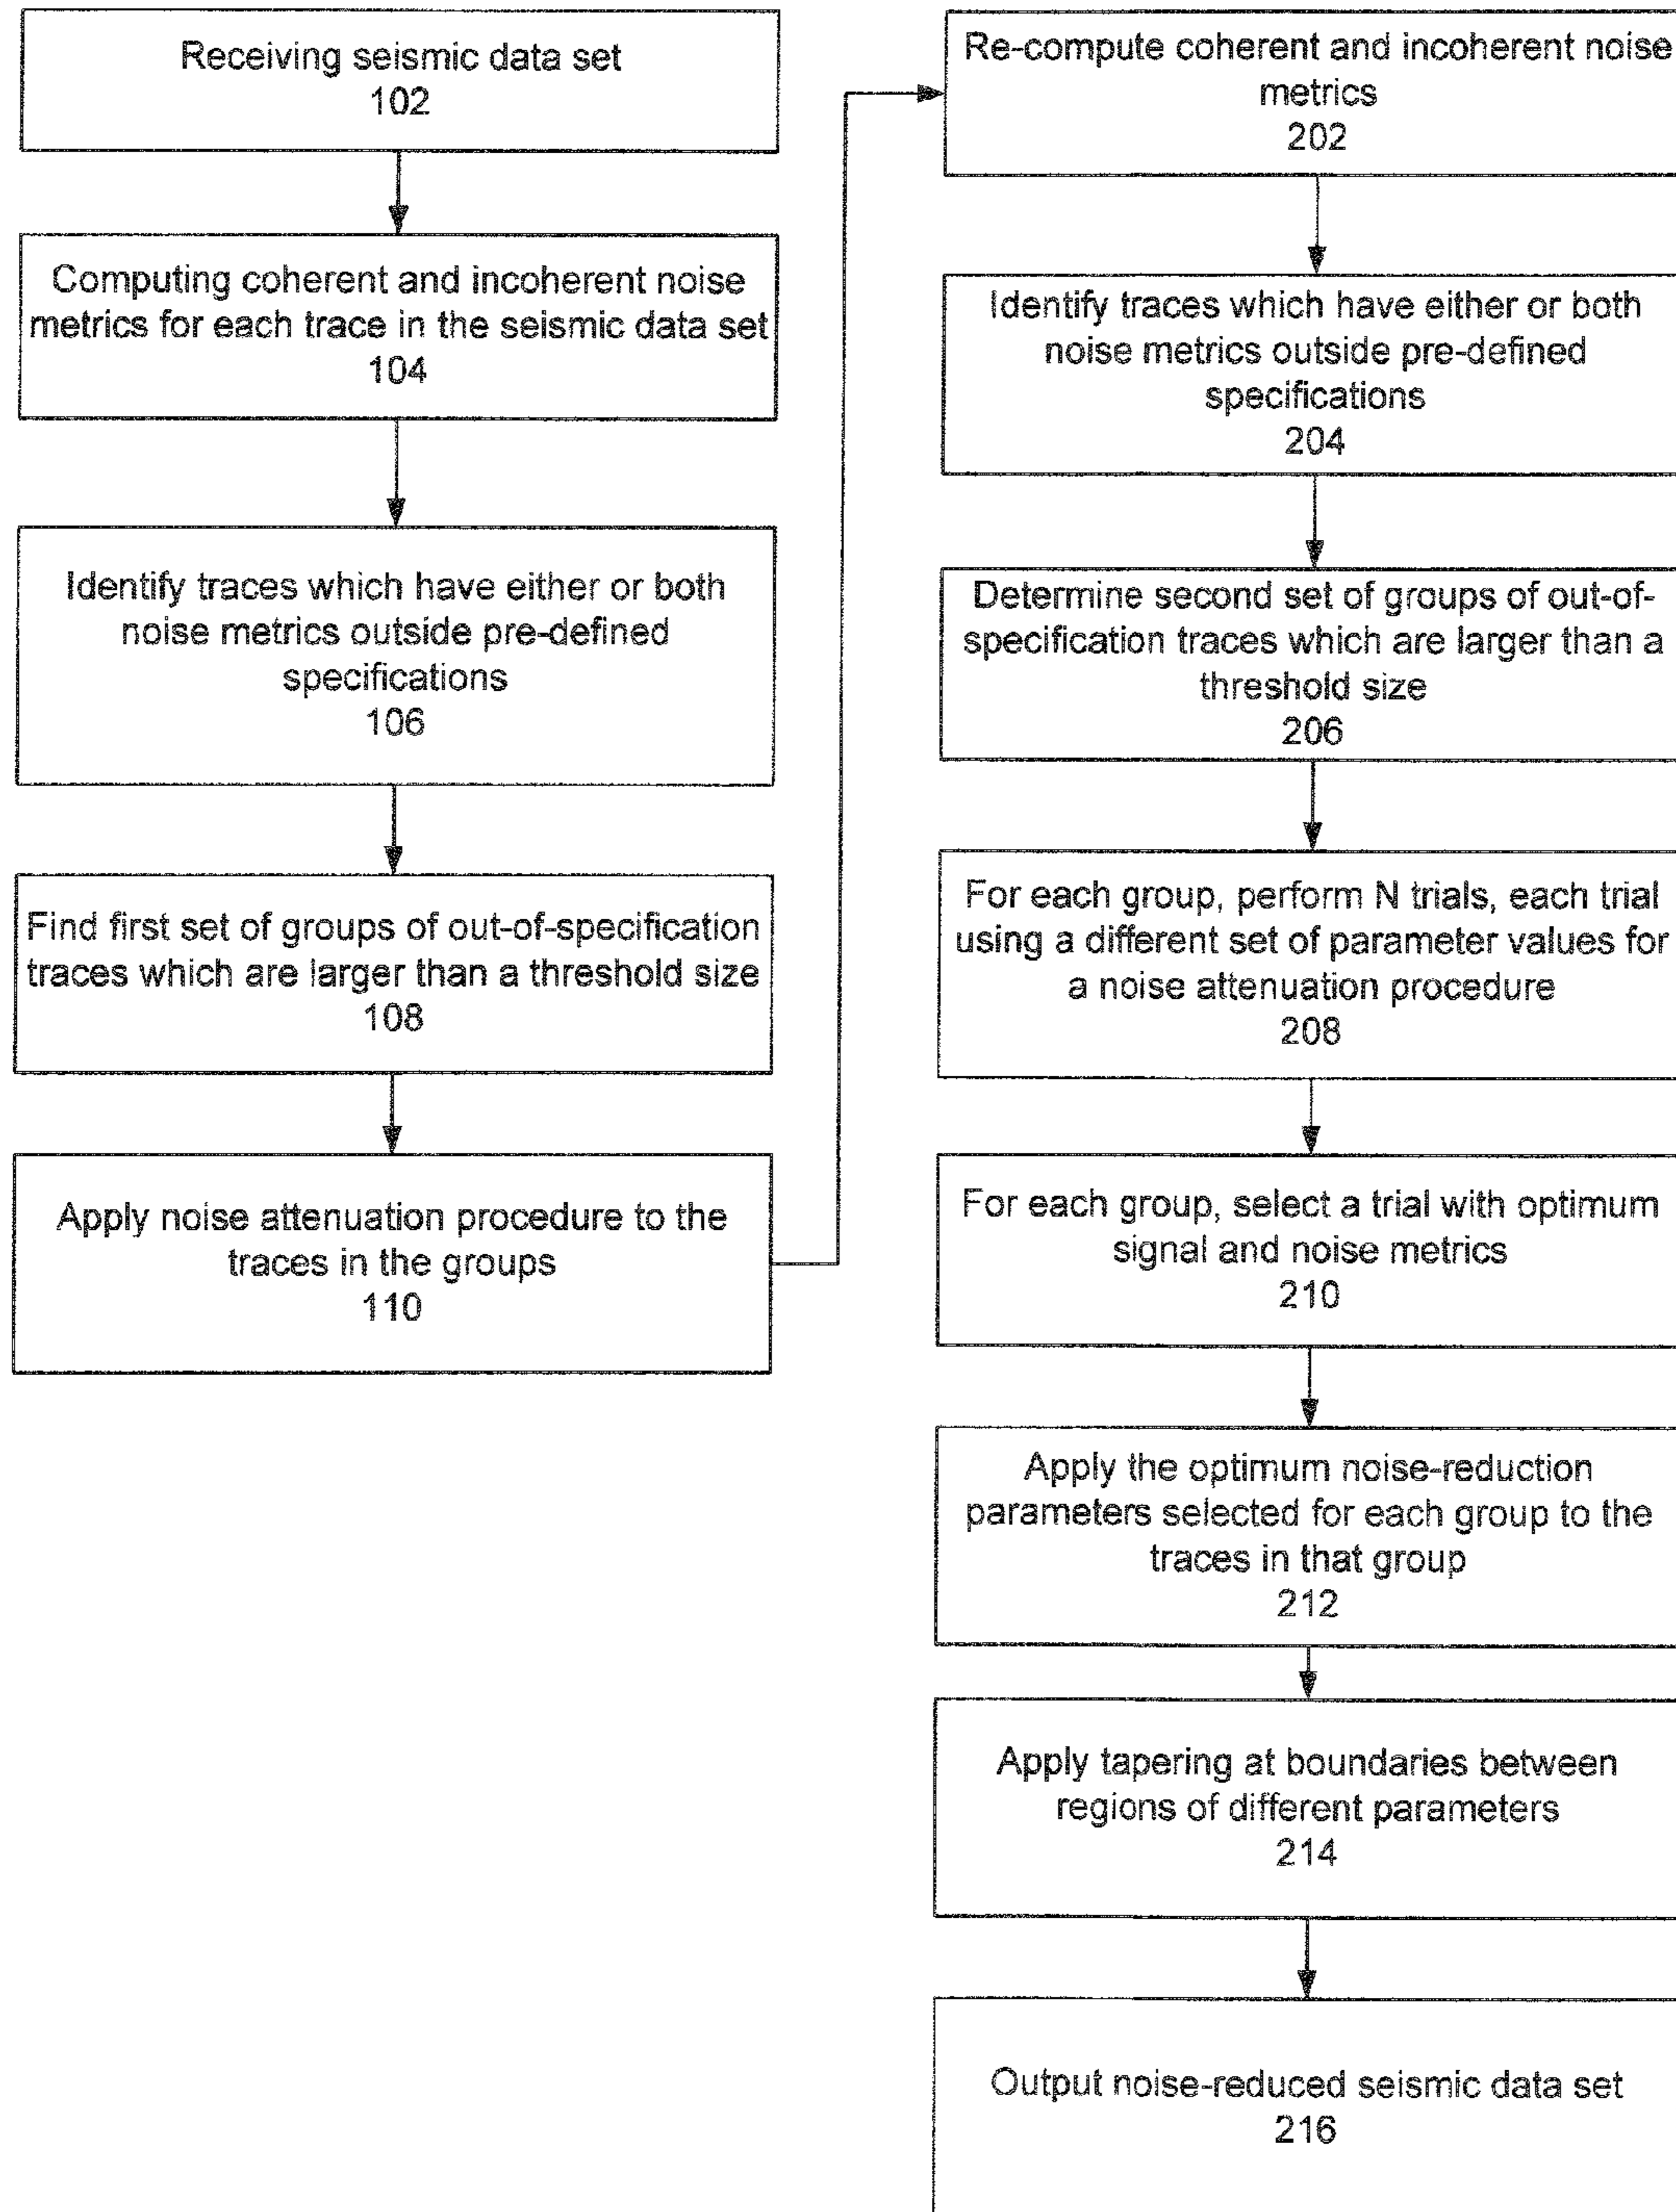 Receiving seismic data set
102
Computing coherent and incoherent noise
metrics for each trace in the seismic data set
104
Identify traces which have either or both
noise metrics outside pre-defined
specifications
106
Find first set of groups of out-of-specification
traces which are larger than a threshold size
108
Apply noise attenuation procedure to the
traces in the groups
110
Re-compute coherent and incoherent noise
metrics
202
Identify traces which have either or both
noise metrics outside pre-defined
specifications
204
Determine second set of groups of out-of-
specification traces which are larger than a
threshold size
206
For each group, perform N trials, each trial
using a different set of parameter values for
a noise attenuation procedure
208
For each group, select a trial with optimum
signal and noise metrics
210
Apply the optimum noise-reduction
parameters selected for each group to the
traces in that group
212
Apply tapering at boundaries between
regions of different parameters
214
Output noise-reduced seismic data set
216